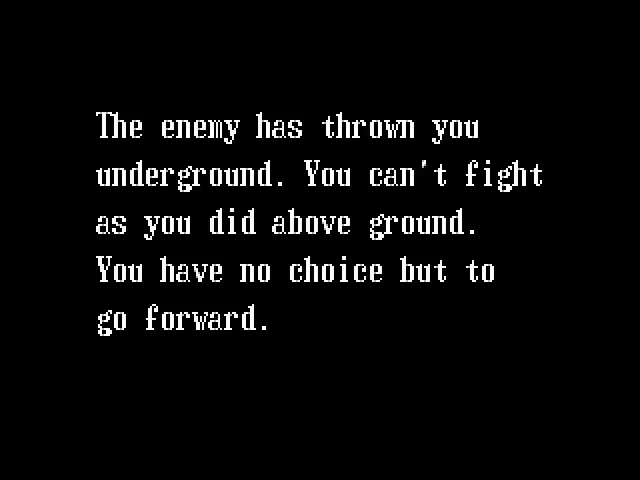 The enemy has thrown you
underground. You can't fight
as you did above ground.
You have no choice but to
go forward.